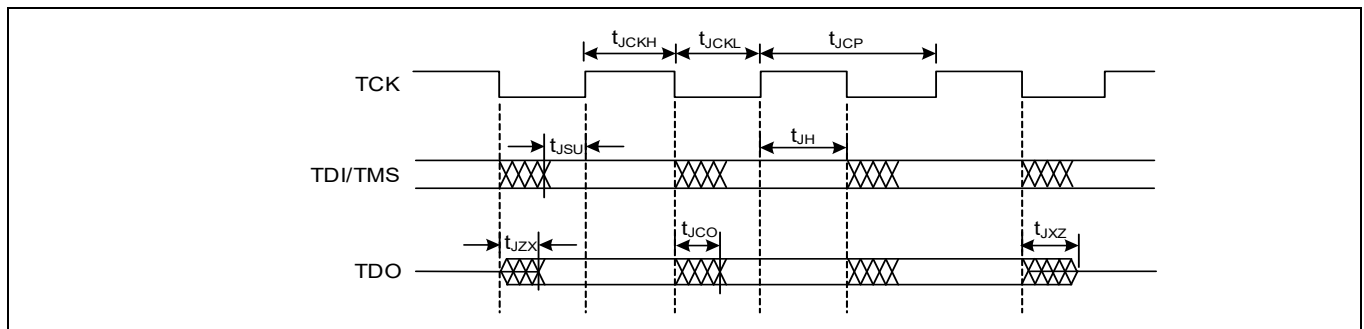 tJCKH tJCKL tJCP
TCK
tJSU tJH
TDI/TMS
tJZX tJCO tJXZ
TDO